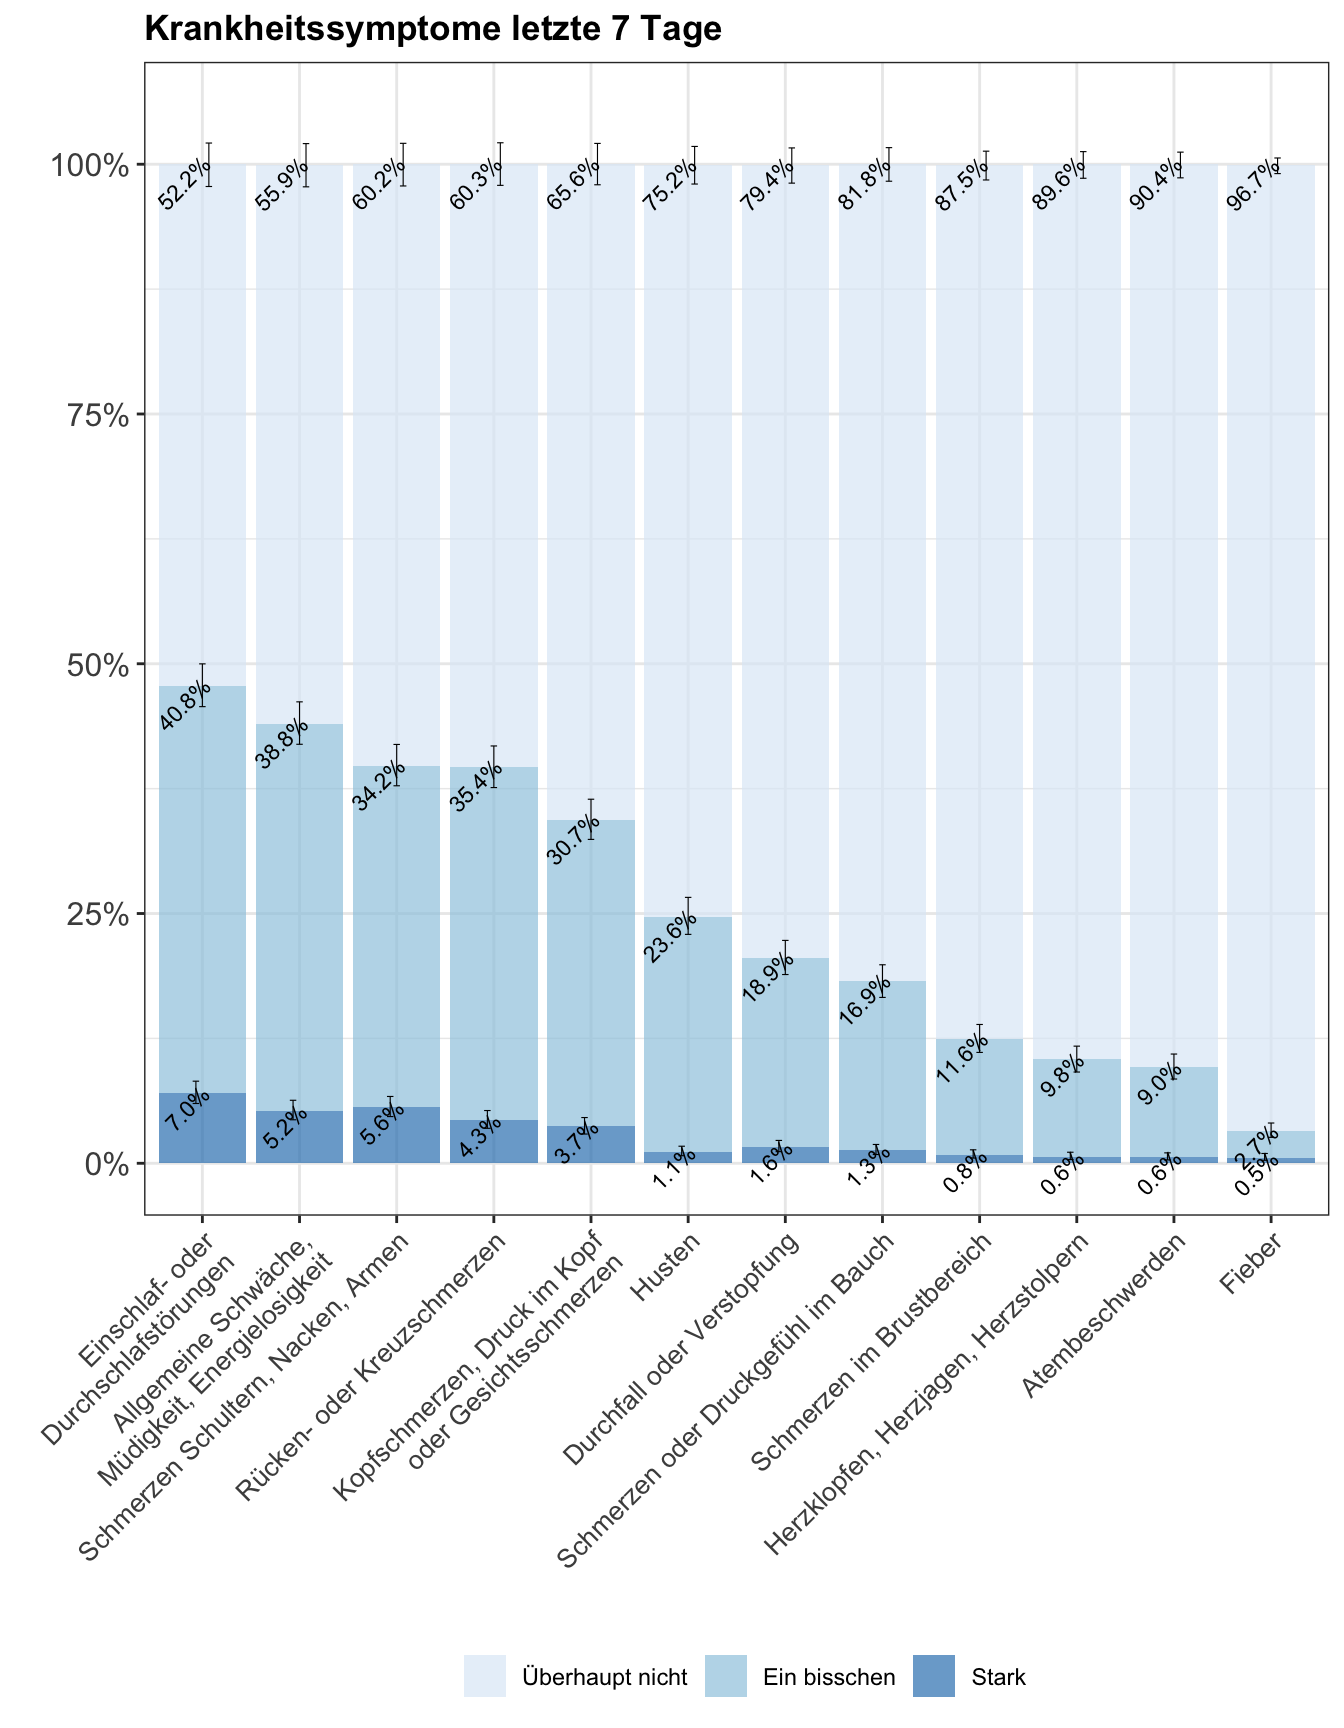 Krankheitssymptome letzte 7 Tage
100%
75%
50%
25%
0%
52.2%
55.9%
60.2%
60.3%
65.6%
75.2%
79.4%
81.8%
87.5%
89.6%
90.4%
96.7%
40.8%
38.8%
34.2%
35.4%
30.7%
23.6%
18.9%
16.9%
11.6%
9.8%
9.0%
2.7%
7.0%
5.2%
5.6%
4.3%
3.7%
1.1%
1.6%
1.3%
0.8%
0.6%
0.6%
0.5%
Einschlaf- oder
Durchschlafstörungen
Allgemeine Schwäche,
Müdigkeit, Energielosigkeit
Schmerzen Schultern, Nacken, Armen
Rücken- oder Kreuzschmerzen
Kopfschmerzen, Druck im Kopf
oder Gesichtsschmerzen
Husten
Durchfall oder Verstopfung
Schmerzen oder Druckgefühl im Bauch
Schmerzen im Brustbereich
Herzklopfen, Herzjagen, Herzstolpern
Atembeschwerden
Fieber
Überhaupt nicht
Ein bisschen
Stark